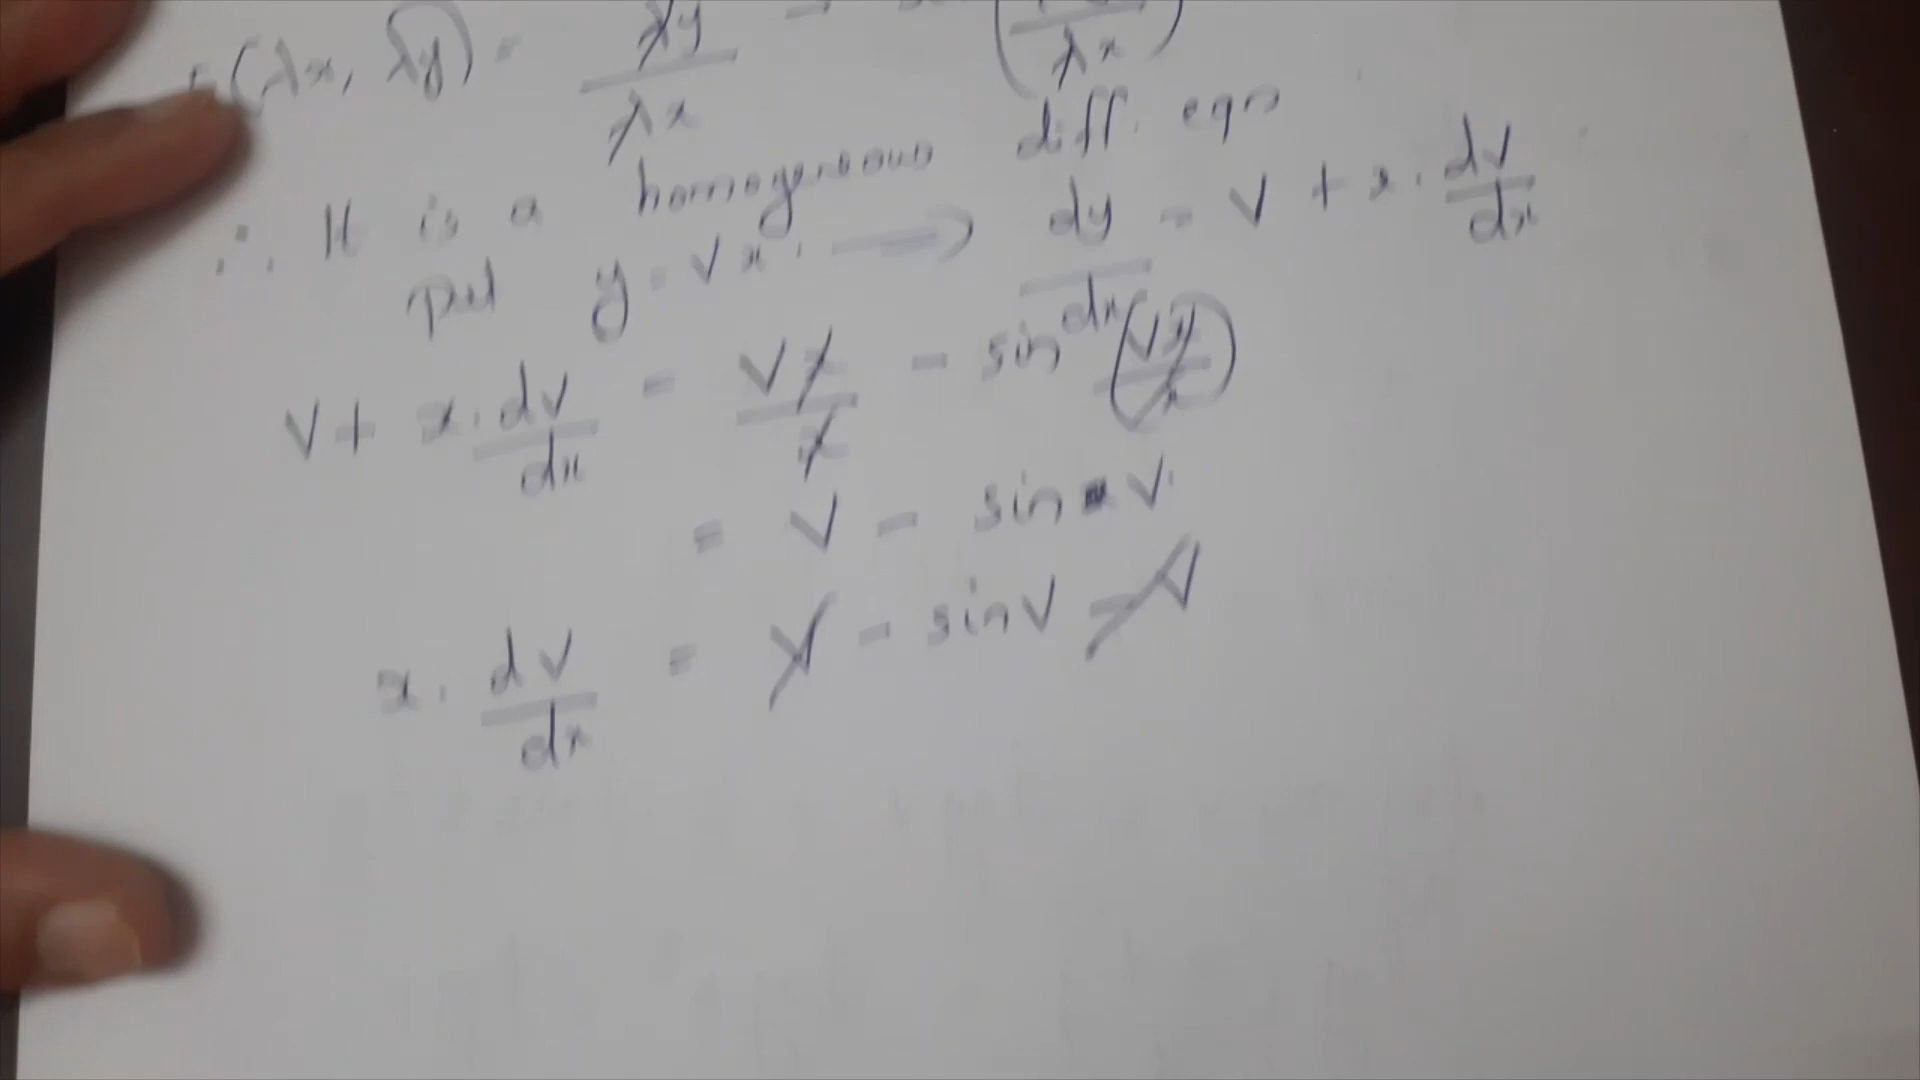 (λx, λy) = λy/λx - (/λx)
∴ It is a homogeneous diff. eqn
put y = vx. ⟶ dy/dx = v + x. dv/dx
v + x. dv/dx = vx/x - sin (vx/x)
= v - sin v.
x. dv/dx = v - sin v - v